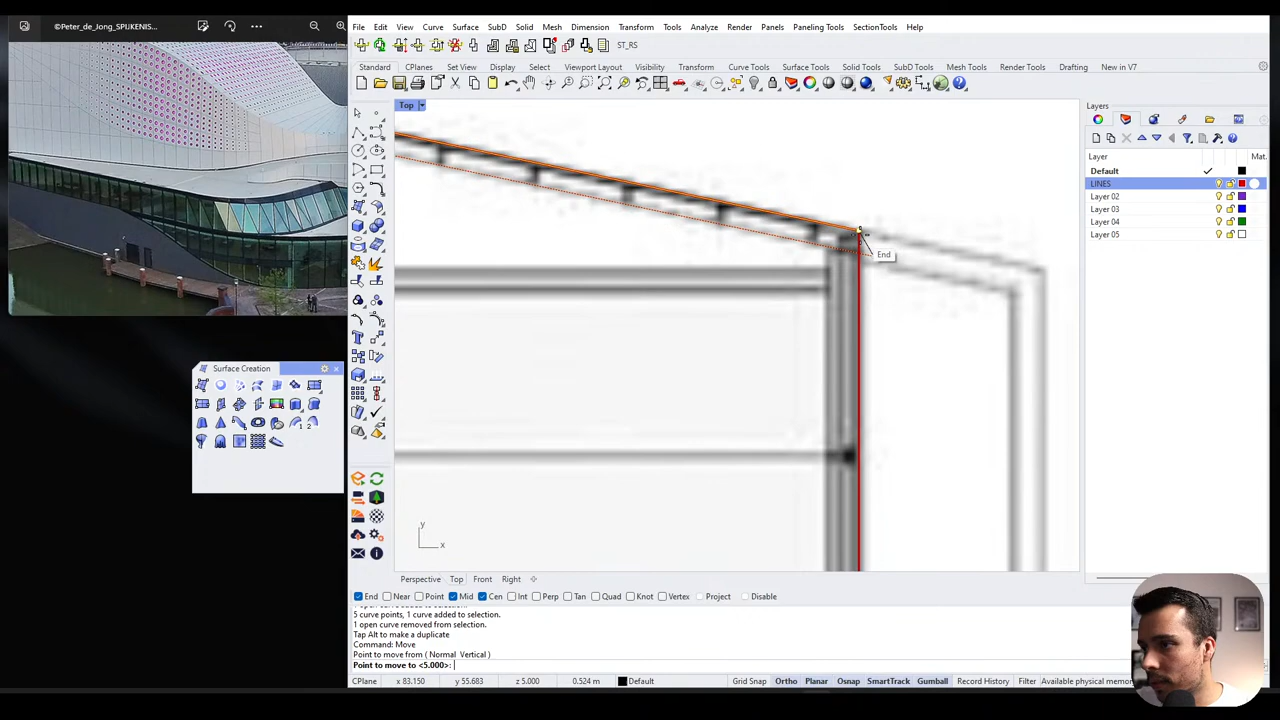 ©Peter_de_Jong_SPIJKENIS...
File Edit View Curve Surface SubD Solid Mesh Dimension Transform Tools Analyze Render Panels Paneling Tools SectionTools Help
ST_RS
Standard CPlanes Set View Display Select Viewport Layout Visibility Transform Curve Tools Surface Tools Solid Tools SubD Tools Mesh Tools Render Tools Drafting New in V7
Top
Layers
Layer Mat.
Default
LINES
Layer 02
Layer 03
Layer 04
Layer 05
End
Surface Creation
y
x
Perspective Top Front Right
End Near Point Mid Cen Int Perp Tan Quad Knot Vertex Project Disable
5 curve points, 1 curve added to selection.
1 open curve removed from selection.
Tap Alt to make a duplicate
Command: Move
Point to move from ( Normal Vertical )
Point to move to <5.000>:
CPlane x 83.150 y 55.683 z 5.000 0.524 m Default Grid Snap Ortho Planar Osnap SmartTrack Gumball Record History Filter Available physical memor